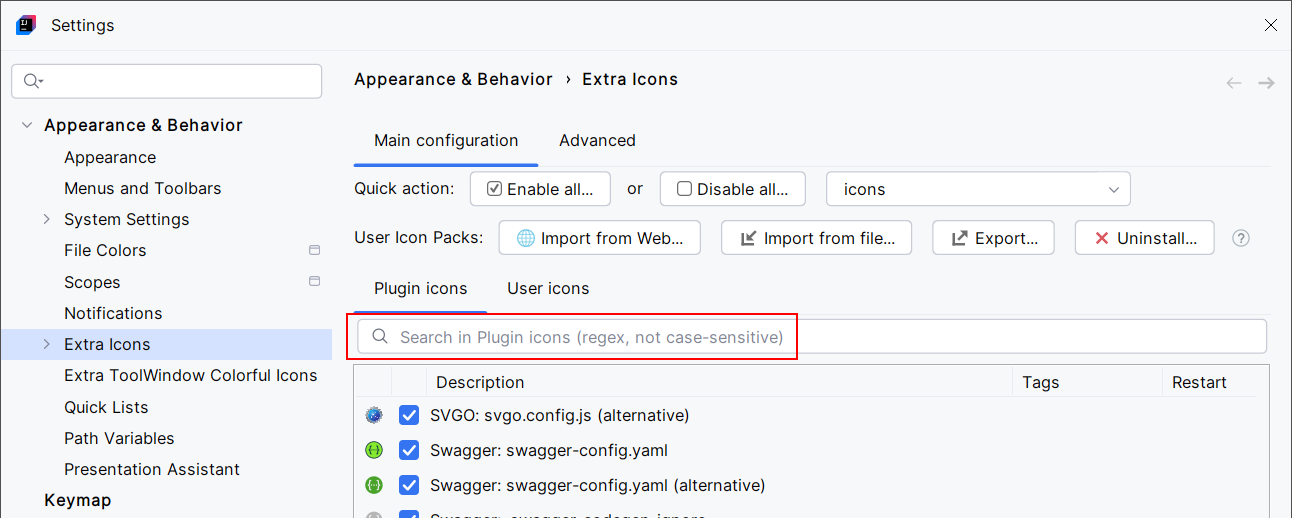 Settings
Appearance & Behavior › Extra Icons
Appearance & Behavior
Appearance
Menus and Toolbars
System Settings
File Colors
Scopes
Notifications
Extra Icons
Extra ToolWindow Colorful Icons
Quick Lists
Path Variables
Presentation Assistant
Keymap
Main configuration Advanced
Quick action: Enable all... or Disable all... icons
User Icon Packs: Import from Web... Import from file... Export... Uninstall... ?
Plugin icons User icons
Search in Plugin icons (regex, not case-sensitive)
Description Tags Restart
SVGO: svgo.config.js (alternative)
Swagger: swagger-config.yaml
Swagger: swagger-config.yaml (alternative)